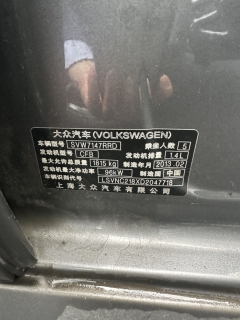 大众汽车(VOLKSWAGEN)
车辆型号 SVW7147RRD 乘坐人数 5
发动机型号 CFB 发动机排量 1.4L
最大允许总质量 1815 kg 制造年月 2013.02
最大净功率 96kW 制造国 中国
车辆识别代号 LSVNC218XD2047718
上海大众汽车有限公司